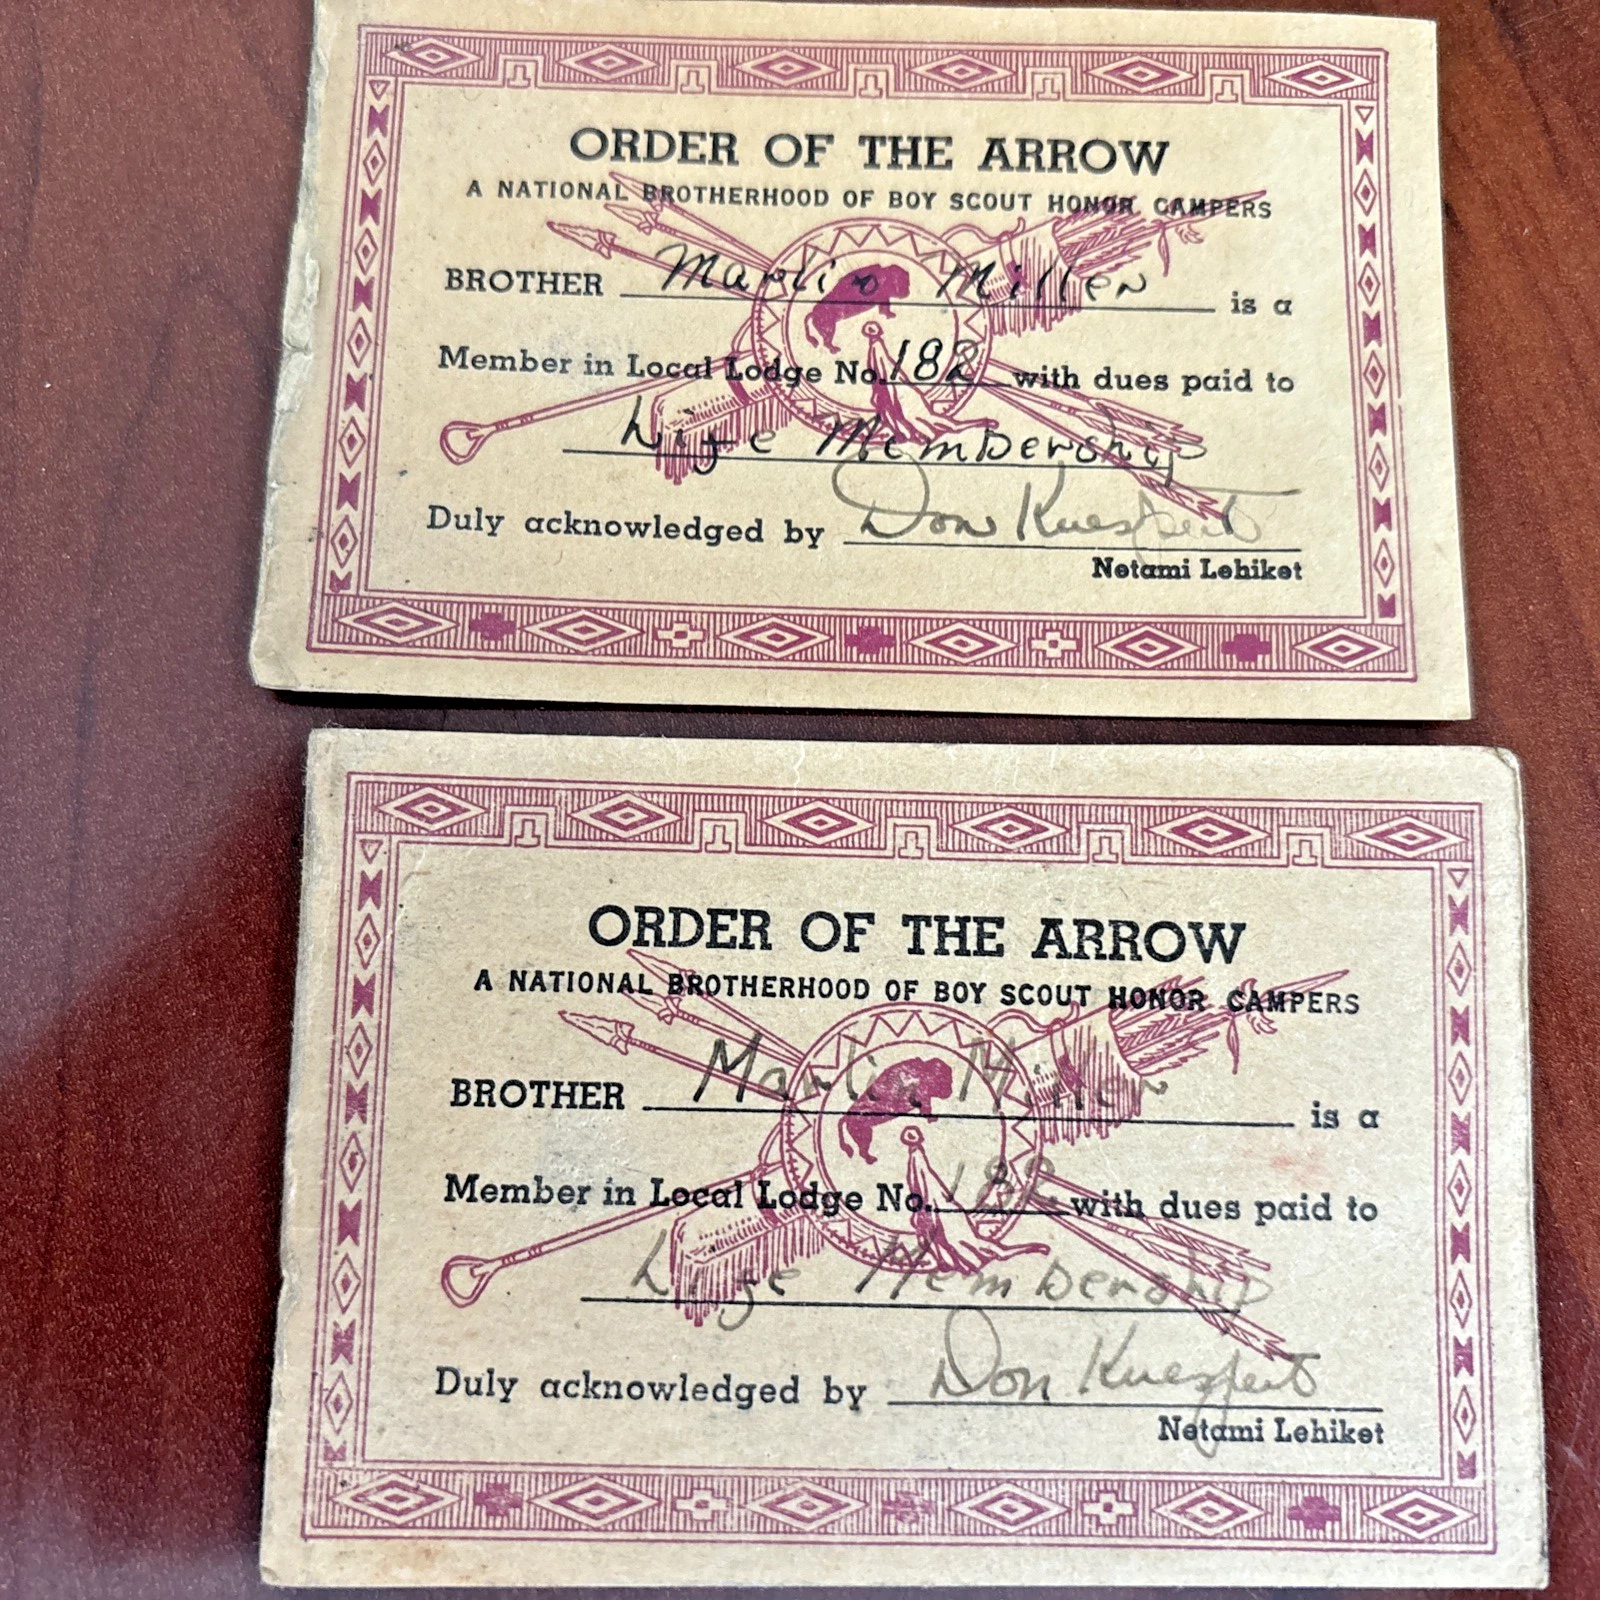 ORDER OF THE ARROW
A NATIONAL BROTHERHOOD OF BOY SCOUT HONOR CAMPERS
BROTHER Marlin Miller is a
Member in Local Lodge No. 182 with dues paid to
Life Membership
Duly acknowledged by Don
Netami Lehiket
ORDER OF THE ARROW
A NATIONAL BROTHERHOOD OF BOY SCOUT HONOR CAMPERS
BROTHER Marlin Miller is a
Member in Local Lodge No. 182 with dues paid to
Life Membership
Duly acknowledged by Don
Netami Lehiket